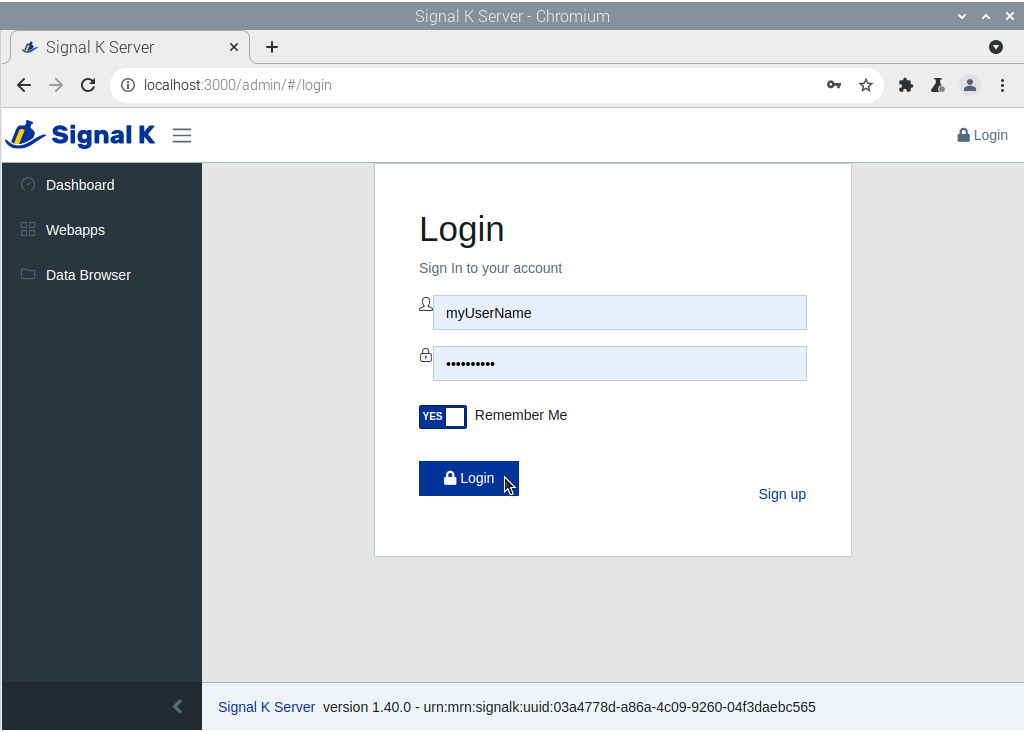 Signal K Server - Chromium
Signal K Server
localhost:3000/admin/#/login
Signal K
Login
Dashboard
Webapps
Data Browser
Login
Sign In to your account
myUserName
••••••••••
YES Remember Me
Login
Sign up
Signal K Server version 1.40.0 - urn:mrn:signalk:uuid:03a4778d-a86a-4c09-9260-04f3daebc565